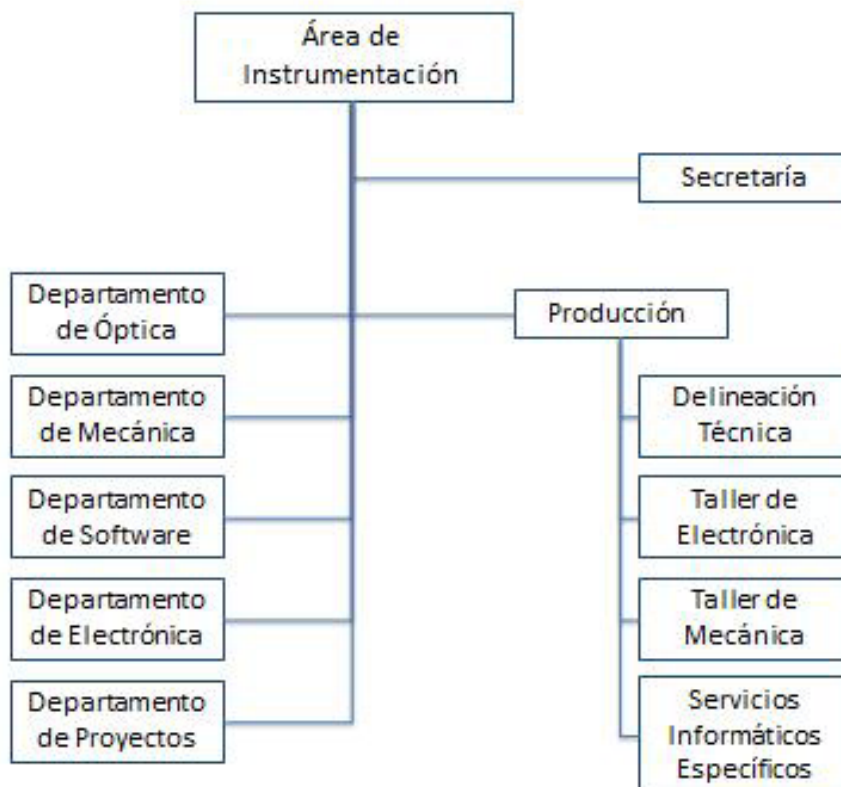 Área de
Instrumentación
Secretaría
Departamento
de Óptica
Departamento
de Mecánica
Departamento
de Software
Departamento
de Electrónica
Departamento
de Proyectos
Producción
Delineación
Técnica
Taller de
Electrónica
Taller de
Mecánica
Servicios
Informáticos
Específicos